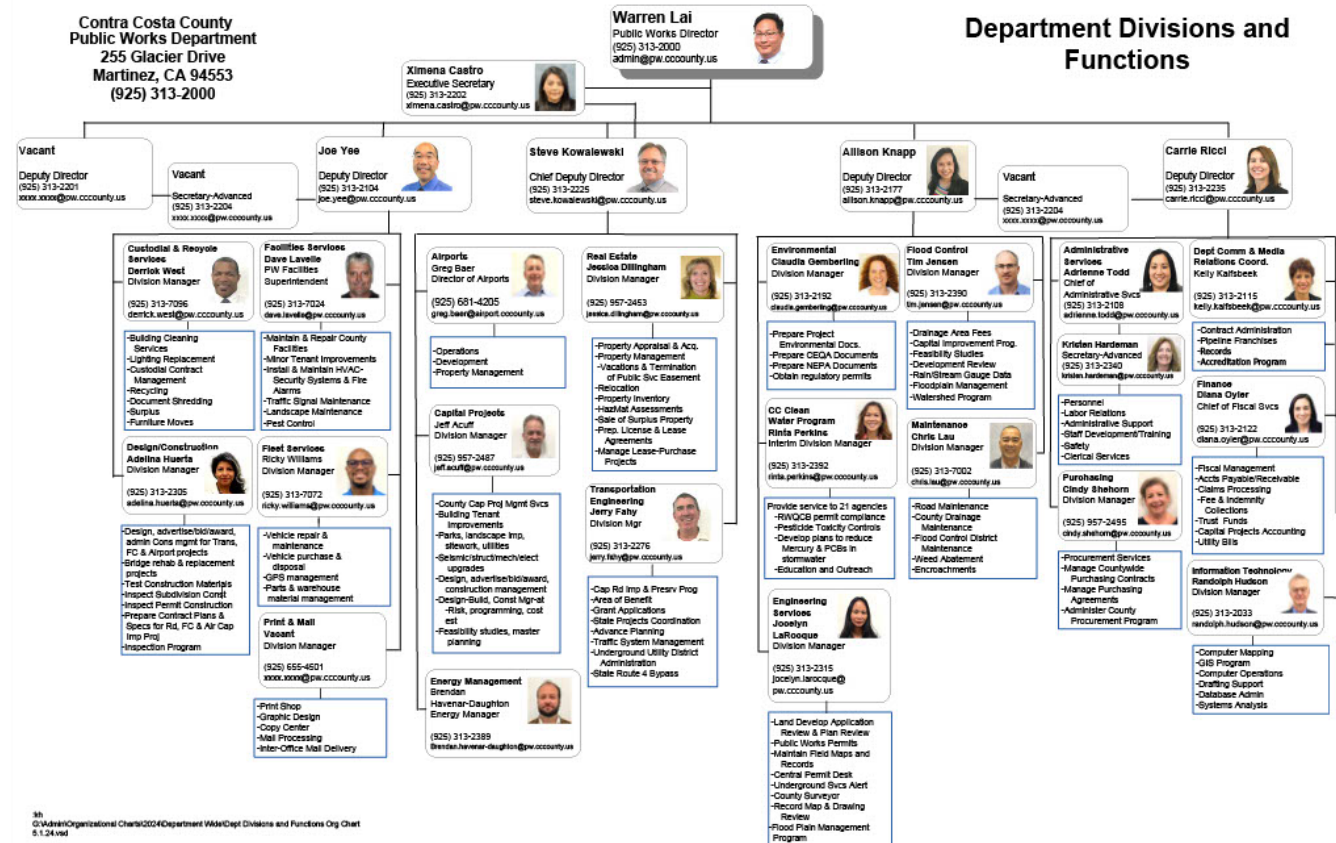 Contra Costa County
Public Works Department
255 Glacier Drive
Martinez, CA 94553
(925) 313-2000
Warren Lai
Public Works Director
(925) 313-2000
admin@pw.cccounty.us
Department Divisions and
Functions
Ximena Castro
Executive Secretary
(925) 313-2202
ximena.castro@pw.cccounty.us
Vacant
Deputy Director
(925) 313-2201
xxxx.xxxx@pw.cccounty.us
Vacant
Secretary-Advanced
(925) 313-2204
xxxx.xxxx@pw.cccounty.us
Joe Yee
Deputy Director
(925) 313-2104
joe.yee@pw.cccounty.us
Steve Kowalewski
Chief Deputy Director
(925) 313-2225
steve.kowalewski@pw.cccounty.us
Allison Knapp
Deputy Director
(925) 313-2177
allison.knapp@pw.cccounty.us
Vacant
Secretary-Advanced
(925) 313-2204
xxxx.xxxx@pw.cccounty.us
Carrie Ricci
Deputy Director
(925) 313-2235
carrie.ricci@pw.cccounty.us
Custodial & Recycle
Services
Derrick West
Division Manager
(925) 313-7096
derrick.west@pw.cccounty.us
-Building Cleaning
Services
-Lighting Replacement
-Custodial Contract
Management
-Recycling
-Document Shredding
-Surplus
-Furniture Moves
Design/Construction
Adelina Huerta
Division Manager
(925) 313-2305
adelina.huerta@pw.cccounty.us
-Design, advertise/bid/award,
admin Cons mgmt for Trans,
FC & Airport projects
-Bridge rehab & replacement
projects
-Test Construction Materials
-Inspect Subdivision Const
-Inspect Permit Construction
-Prepare Contract Plans &
Specs for Rd, FC & Air Cap
Imp Proj
-Inspection Program
Facilities Services
Dave Lavelle
PW Facilities
Superintendent
(925) 313-7024
dave.lavelle@pw.cccounty.us
-Maintain & Repair County
Facilities
-Minor Tenant Improvements
-Install & Maintain HVAC-
Security Systems & Fire
Alarms
-Traffic Signal Maintenance
-Landscape Maintenance
-Pest Control
Fleet Services
Ricky Williams
Division Manager
(925) 313-7072
ricky.williams@pw.cccounty.us
-Vehicle repair &
maintenance
-Vehicle purchase &
disposal
-GPS management
-Parts & warehouse
material management
Print & Mail
Vacant
Division Manager
(925) 655-4501
xxxx.xxxx@pw.cccounty.us
-Print Shop
-Graphic Design
-Copy Center
-Mail Processing
-Inter-Office Mail Delivery
Airports
Greg Baer
Director of Airports
(925) 681-4205
greg.baer@airport.cccounty.us
-Operations
-Development
-Property Management
Capital Projects
Jeff Acuff
Division Manager
(925) 957-2487
jeff.acuff@pw.cccounty.us
-County Cap Proj Mgmt Svcs
-Building Tenant
Improvements
-Parks, landscape imp,
sitework, utilities
-Seismic/struct/mech/elect
upgrades
-Design, advertise/bid/award,
construction management
-Design-Build, Const Mgr-at
-Risk, programming, cost
est
-Feasibility studies, master
planning
Energy Management
Brendan
Havenar-Daughton
Energy Manager
(925) 313-2389
Brendan.havenar-daughton@pw.cccounty.us
Real Estate
Jessica Dillingham
Division Manager
(925) 957-2453
jessica.dillingham@pw.cccounty.us
-Property Appraisal & Acq.
-Property Management
-Vacations & Termination
of Public Svc Easement
-Relocation
-Property Inventory
-HazMat Assessments
-Sale of Surplus Property
-Prep. License & Lease
Agreements
-Manage Lease-Purchase
Projects
Transportation
Engineering
Jerry Fahy
Division Mgr
(925) 313-2276
jerry.fahy@pw.cccounty.us
-Cap Rd Imp & Presrv Prog
-Area of Benefit
-Grant Applications
-State Projects Coordination
-Advance Planning
-Traffic System Management
-Underground Utility District
Administration
-State Route 4 Bypass
Environmental
Claudia Gemberling
Division Manager
(925) 313-2192
claudia.gemberling@pw.cccounty.us
-Prepare Project
Environmental Docs.
-Prepare CEQA Documents
-Prepare NEPA Documents
-Obtain regulatory permits
CC Clean
Water Program
Rinta Perkins
Interim Division Manager
(925) 313-2392
rinta.perkins@pw.cccounty.us
Provide service to 21 agencies
-RWQCB permit compliance
-Pesticide Toxicity Controls
-Develop plans to reduce
Mercury & PCBs in
stormwater
-Education and Outreach
Engineering
Services
Jocelyn
LaRocque
Division Manager
(925) 313-2315
jocelyn.larocque@
pw.cccounty.us
-Land Develop Application
Review & Plan Review
-Public Works Permits
-Maintain Field Maps and
Records
-Central Permit Desk
-Underground Svcs Alert
-County Surveyor
-Record Map & Drawing
Review
-Flood Plain Management
Program
Flood Control
Tim Jensen
Division Manager
(925) 313-2390
tim.jensen@pw.cccounty.us
-Drainage Area Fees
-Capital Improvement Prog.
-Feasibility Studies
-Development Review
-Rain/Stream Gauge Data
-Floodplain Management
-Watershed Program
Maintenance
Chris Lau
Division Manager
(925) 313-7002
chris.lau@pw.cccounty.us
-Road Maintenance
-County Drainage
Maintenance
-Flood Control District
Maintenance
-Weed Abatement
-Encroachments
Administrative
Services
Adrienne Todd
Chief of
Administrative Svcs
(925) 313-2108
adrienne.todd@pw.cccounty.us
Kristen Hardeman
Secretary-Advanced
(925) 313-2340
kristen.hardeman@pw.cccounty.us
-Personnel
-Labor Relations
-Administrative Support
-Staff Development/Training
-Safety
-Clerical Services
Purchasing
Cindy Shehorn
Division Manager
(925) 957-2495
cindy.shehorn@pw.cccounty.us
-Procurement Services
-Manage Countywide
Purchasing Contracts
-Manage Purchasing
Agreements
-Administer County
Procurement Program
Dept Comm & Media
Relations Coord.
Kelly Kalfsbeek
(925) 313-2115
kelly.kalfsbeek@pw.cccounty.us
-Contract Administration
-Pipeline Franchises
-Records
-Accreditation Program
Finance
Diana Oyler
Chief of Fiscal Svcs
(925) 313-2122
diana.oyler@pw.cccounty.us
-Fiscal Management
-Accts Payable/Receivable
-Claims Processing
-Fee & Indemnity
Collections
-Trust Funds
-Capital Projects Accounting
-Utility Bills
Information Technology
Randolph Hudson
Division Manager
(925) 313-2033
randolph.hudson@pw.cccounty.us
-Computer Mapping
-GIS Program
-Computer Operations
-Drafting Support
-Database Admin
-Systems Analysis
G:\Admin\Organizational Charts\2024\Department Wide\Dept Divisions and Functions Org Chart
5.1.24.vsd